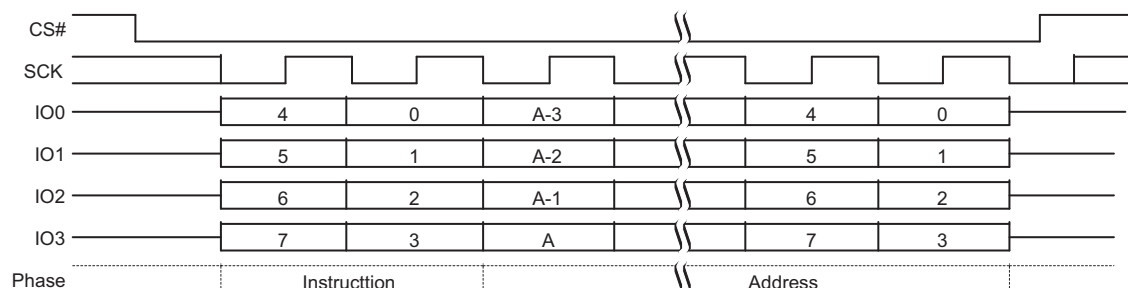 CS#
SCK
IO0 4 0 A-3 4 0
IO1 5 1 A-2 5 1
IO2 6 2 A-1 6 2
IO3 7 3 A 7 3
Phase Instructtion Address